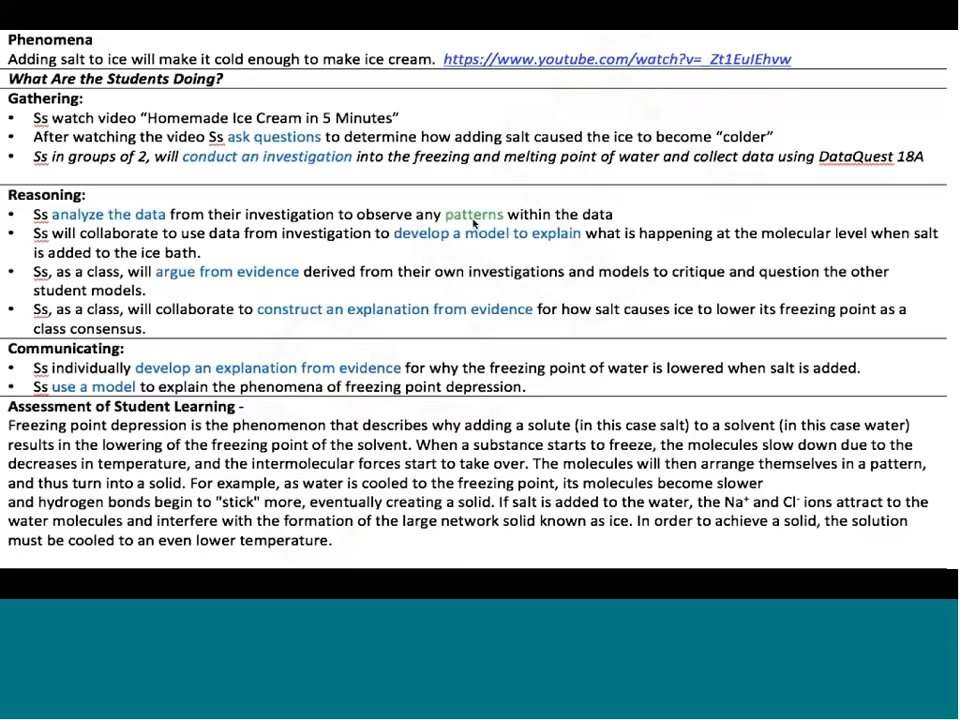 Phenomena
Adding salt to ice will make it cold enough to make ice cream.  https://www.youtube.com/watch?v=_Zt1EuIEhvw
What Are the Students Doing?
Gathering:
• Ss watch video “Homemade Ice Cream in 5 Minutes”
• After watching the video Ss ask questions to determine how adding salt caused the ice to become “colder”
• Ss in groups of 2, will conduct an investigation into the freezing and melting point of water and collect data using DataQuest 18A
Reasoning:
• Ss analyze the data from their investigation to observe any patterns within the data
• Ss will collaborate to use data from investigation to develop a model to explain what is happening at the molecular level when salt
is added to the ice bath.
• Ss, as a class, will argue from evidence derived from their own investigations and models to critique and question the other
student models.
• Ss, as a class, will collaborate to construct an explanation from evidence for how salt causes ice to lower its freezing point as a
class consensus.
Communicating:
• Ss individually develop an explanation from evidence for why the freezing point of water is lowered when salt is added.
• Ss use a model to explain the phenomena of freezing point depression.
Assessment of Student Learning -
Freezing point depression is the phenomenon that describes why adding a solute (in this case salt) to a solvent (in this case water)
results in the lowering of the freezing point of the solvent. When a substance starts to freeze, the molecules slow down due to the
decreases in temperature, and the intermolecular forces start to take over. The molecules will then arrange themselves in a pattern,
and thus turn into a solid. For example, as water is cooled to the freezing point, its molecules become slower
and hydrogen bonds begin to "stick" more, eventually creating a solid. If salt is added to the water, the Na⁺ and Cl⁻ ions attract to the
water molecules and interfere with the formation of the large network solid known as ice. In order to achieve a solid, the solution
must be cooled to an even lower temperature.